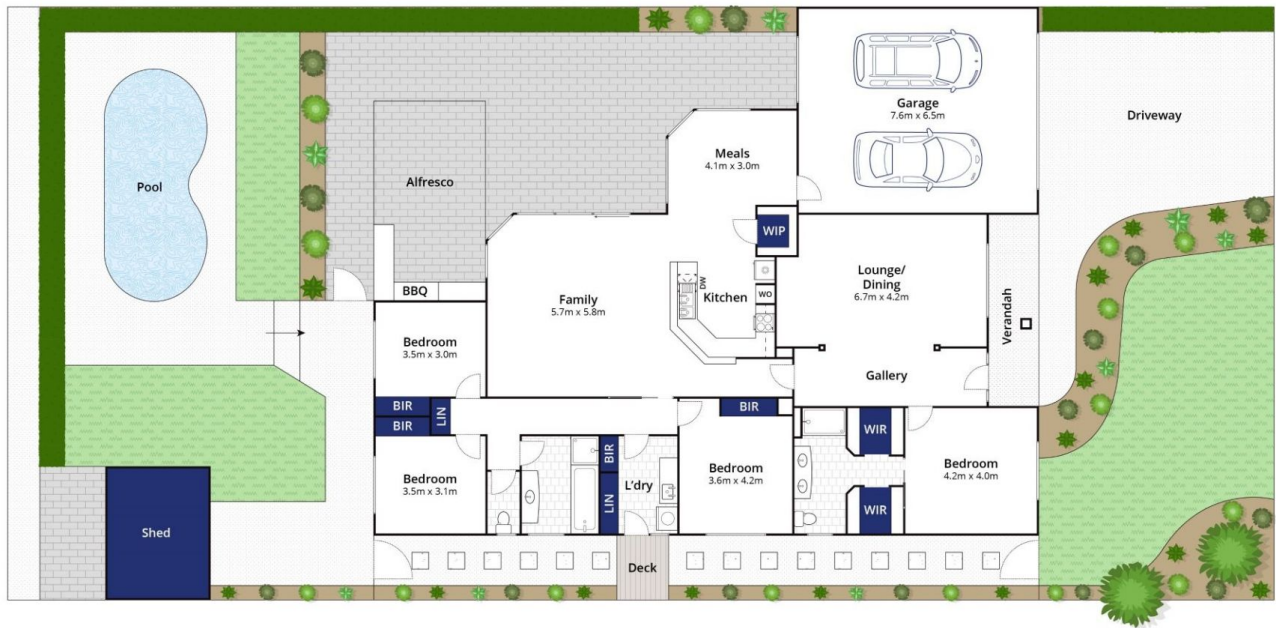 Garage
7.6m x 6.5m
Driveway
Meals
4.1m x 3.0m
Pool
Alfresco
WIP
Lounge/
Dining
6.7m x 4.2m
Verandah
DW
Kitchen
WO
BBQ
Family
5.7m x 5.8m
Bedroom
3.5m x 3.0m
Gallery
BIR
BIR
LIN
BIR
WIR
Bedroom
3.5m x 3.1m
BIR
LIN
L'dry
Bedroom
3.6m x 4.2m
Bedroom
4.2m x 4.0m
WIR
Shed
Deck